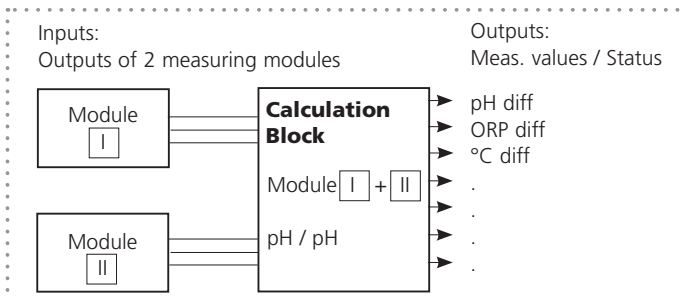 Inputs:
Outputs of 2 measuring modules
Outputs:
Meas. values / Status
Module
I
Module
II
Calculation
Block
Module I + II
pH / pH
pH diff
ORP diff
°C diff
.
.
.
.